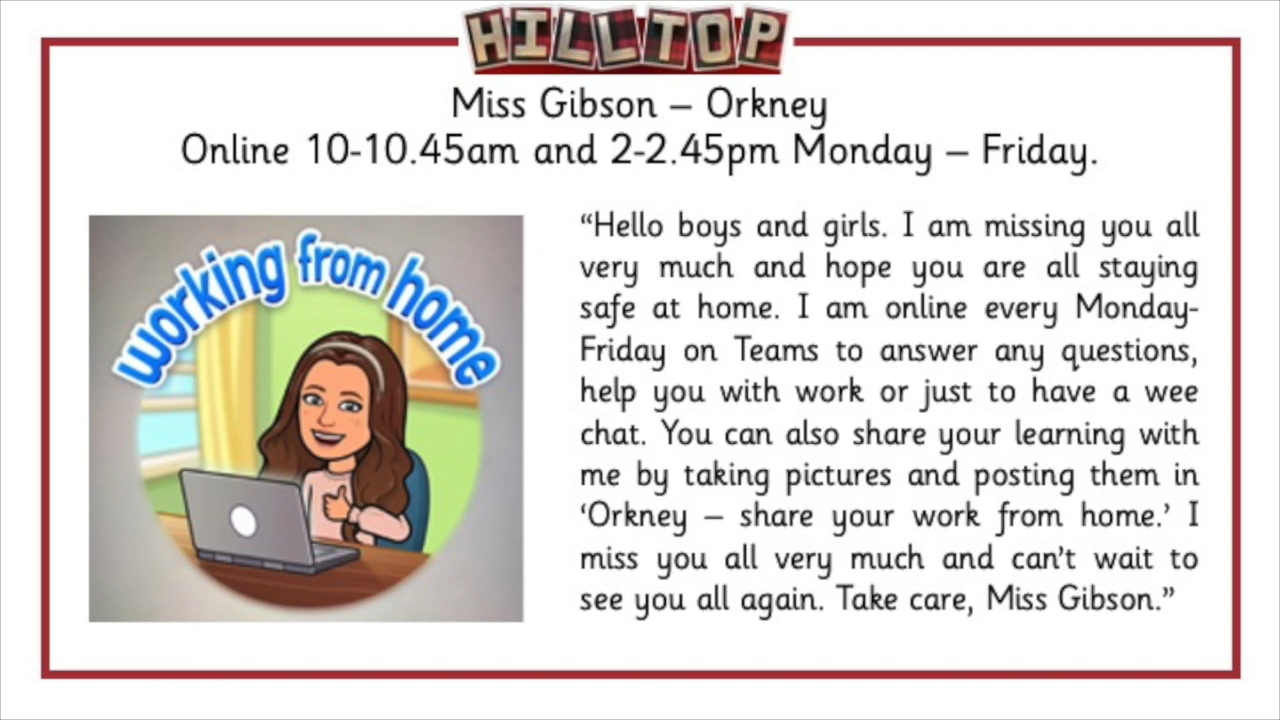 HILLTOP
Miss Gibson – Orkney
Online 10-10.45am and 2-2.45pm Monday – Friday.
working from home
“Hello boys and girls. I am missing you all
very much and hope you are all staying
safe at home. I am online every Monday-
Friday on Teams to answer any questions,
help you with work or just to have a wee
chat. You can also share your learning with
me by taking pictures and posting them in
‘Orkney – share your work from home.’ I
miss you all very much and can’t wait to
see you all again. Take care, Miss Gibson.”